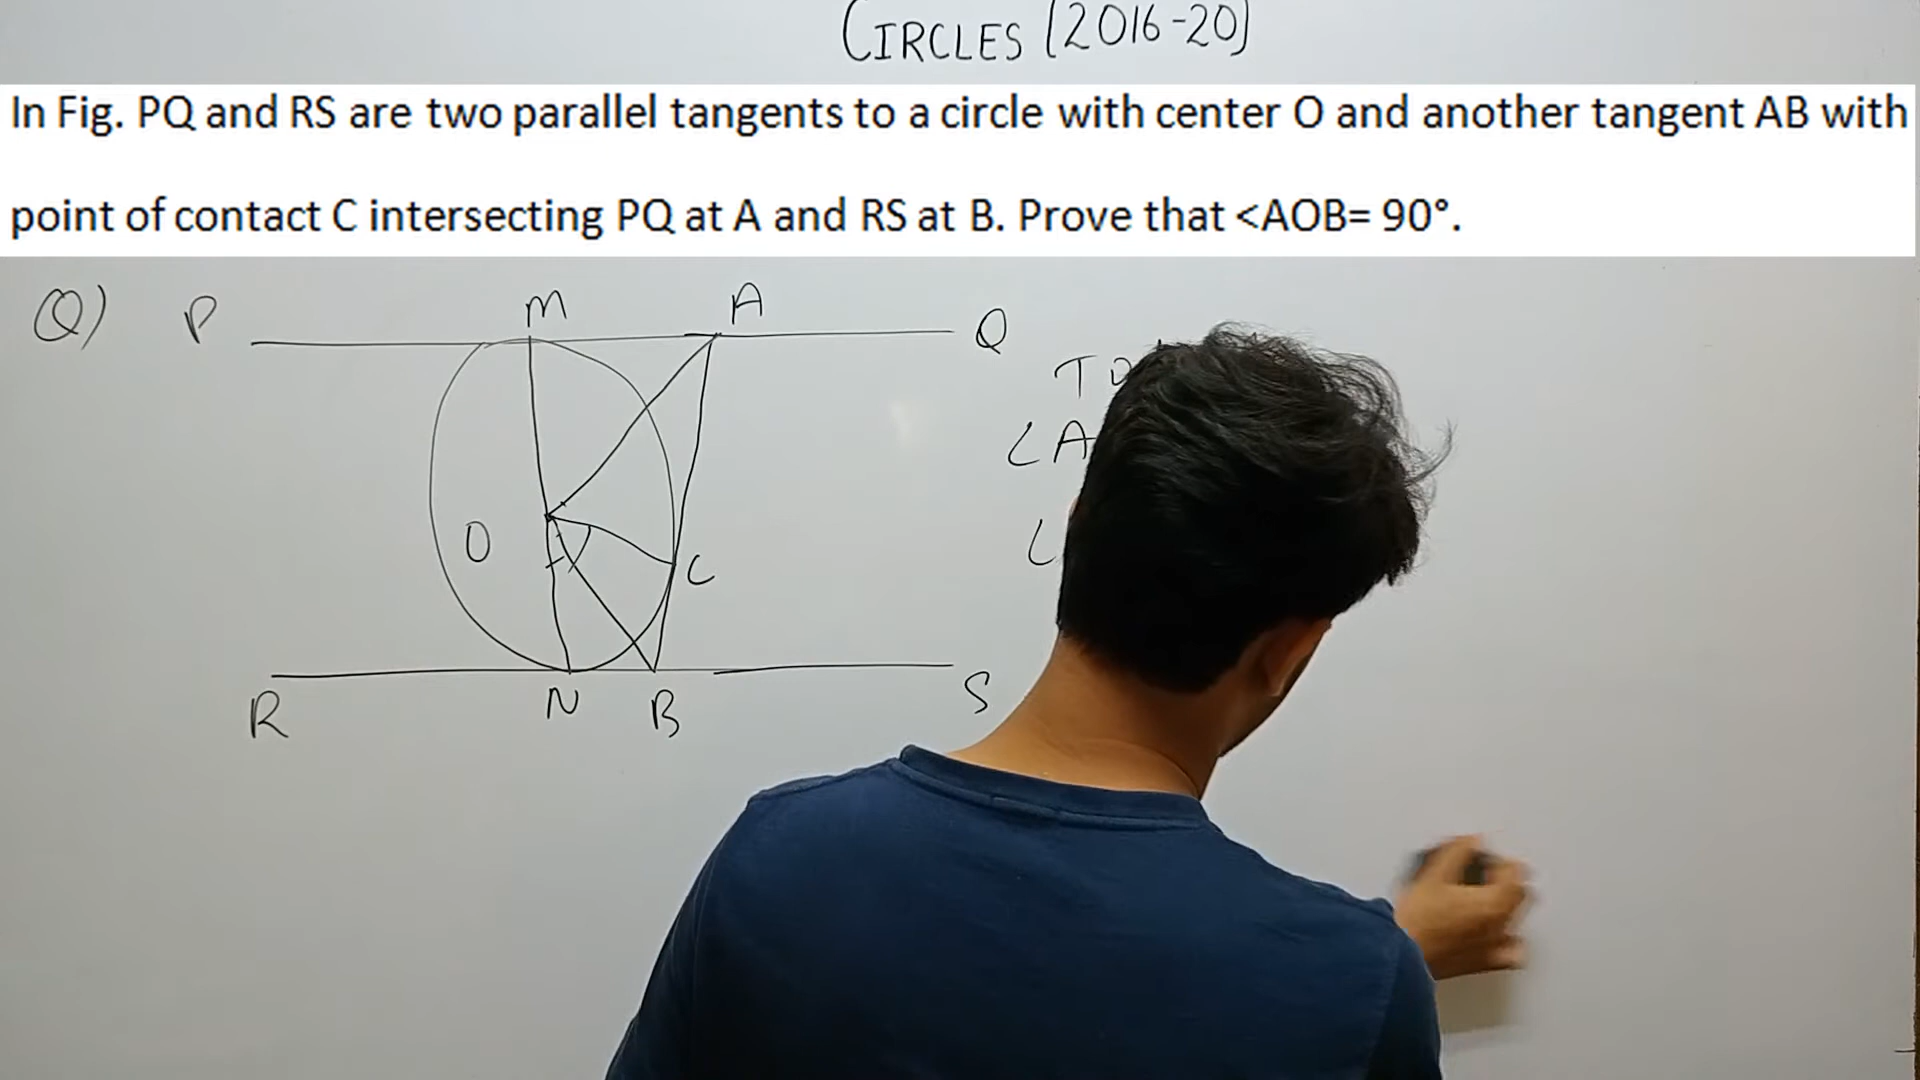 CIRCLES (2016-20)
In Fig. PQ and RS are two parallel tangents to a circle with center O and another tangent AB with
point of contact C intersecting PQ at A and RS at B. Prove that <AOB= 90°.
Q)
P M A Q
O C
R N B S